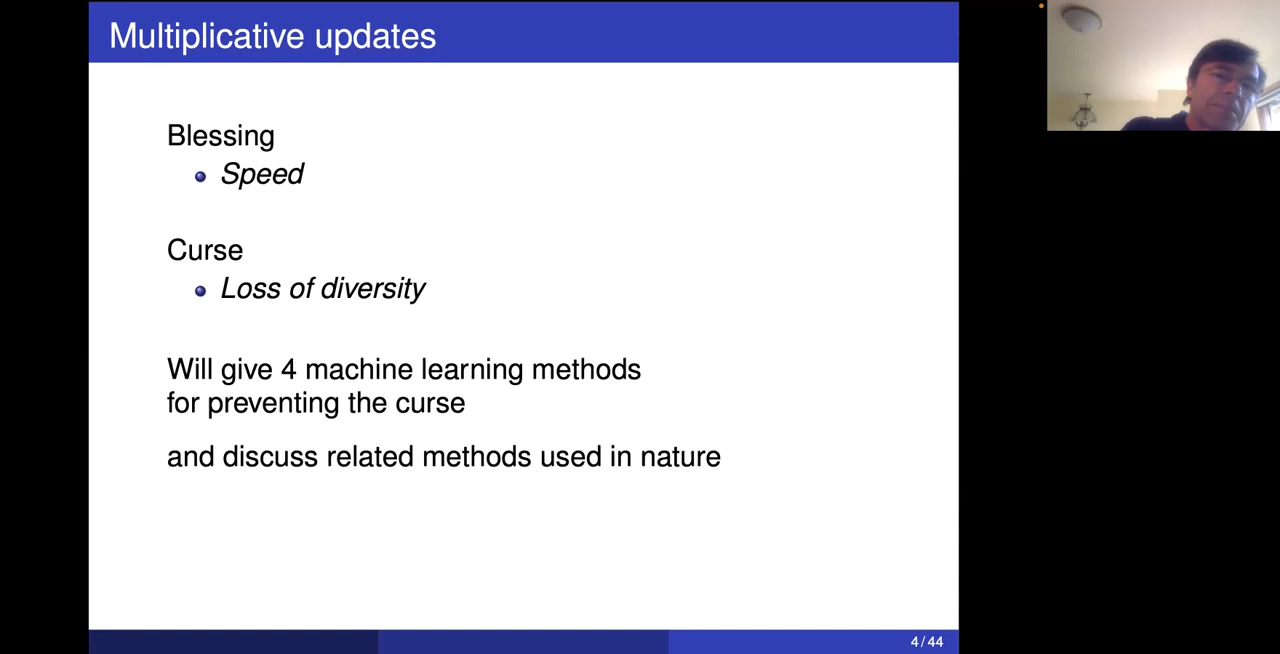 Multiplicative updates
Blessing
Speed
Curse
Loss of diversity
Will give 4 machine learning methods
for preventing the curse
and discuss related methods used in nature
4 / 44